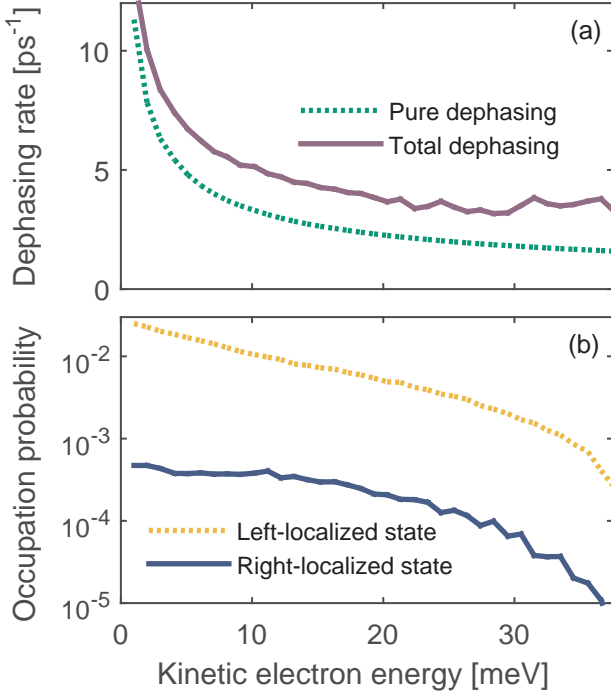 (a)
Dephasing rate [ps⁻¹]
10
5
0
Pure dephasing
Total dephasing
(b)
Occupation probability
10⁻²
10⁻³
10⁻⁴
10⁻⁵
Left-localized state
Right-localized state
0 10 20 30
Kinetic electron energy [meV]